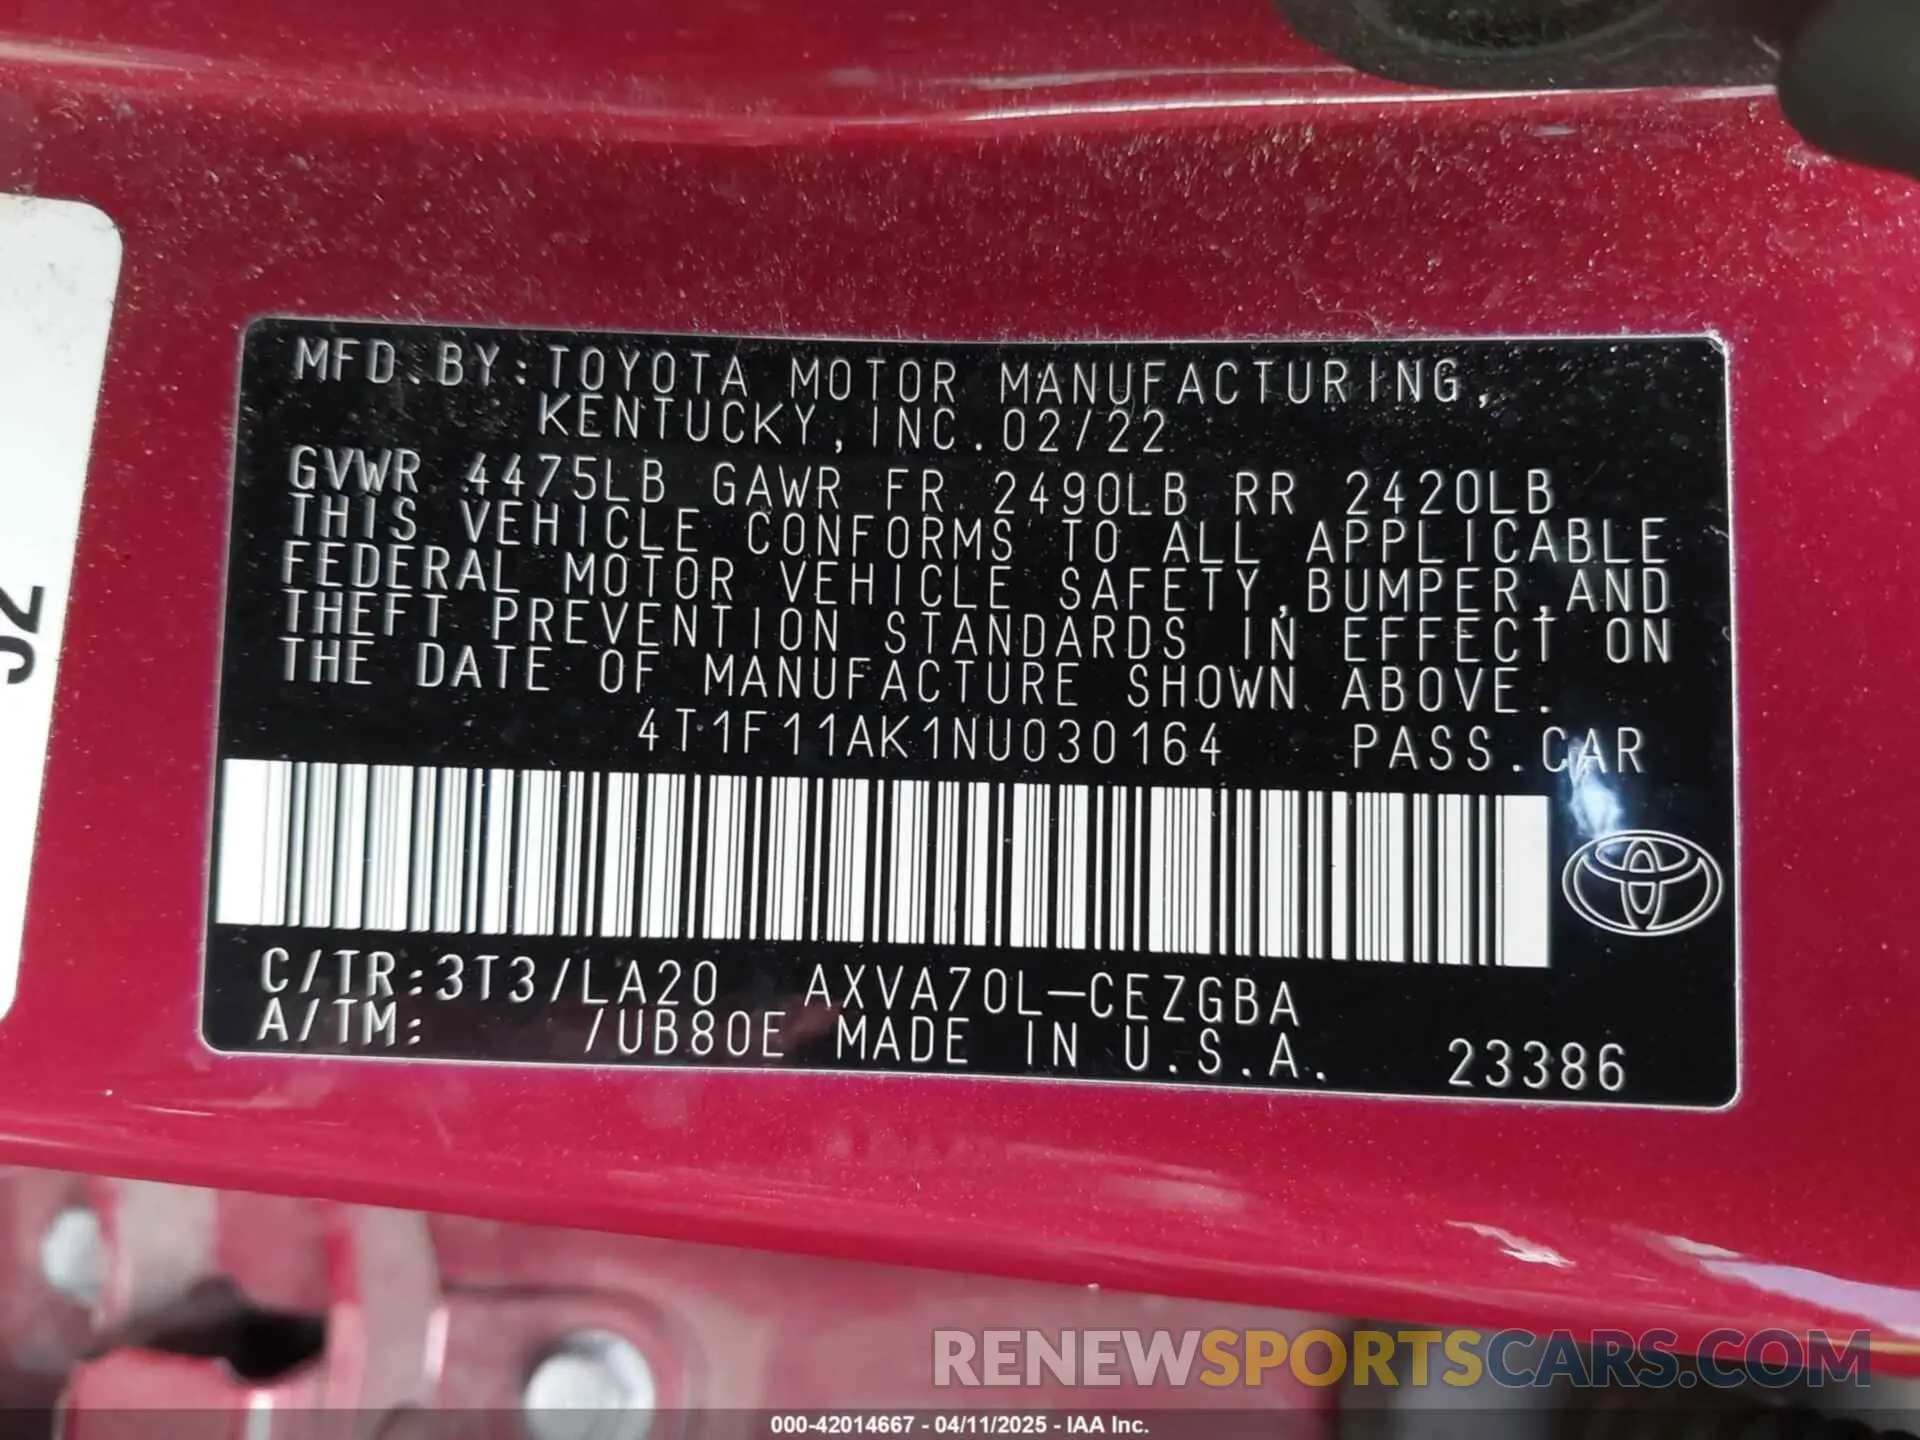 MFD.BY:TOYOTA MOTOR MANUFACTURING,
KENTUCKY,INC.02/22
GVWR 4475LB GAWR FR 2490LB RR 2420LB
THIS VEHICLE CONFORMS TO ALL APPLICABLE
FEDERAL MOTOR VEHICLE SAFETY,BUMPER,AND
THEFT PREVENTION STANDARDS IN EFFECT ON
THE DATE OF MANUFACTURE SHOWN ABOVE.
4T1F11AK1NU030164 PASS.CAR
C/TR:3T3/LA20 AXVA70L-CEZGBA
A/TM: /UB80E MADE IN U.S.A. 23386
RENEWSPORTSCARS.COM
000-42014667 - 04/11/2025 - IAA Inc.